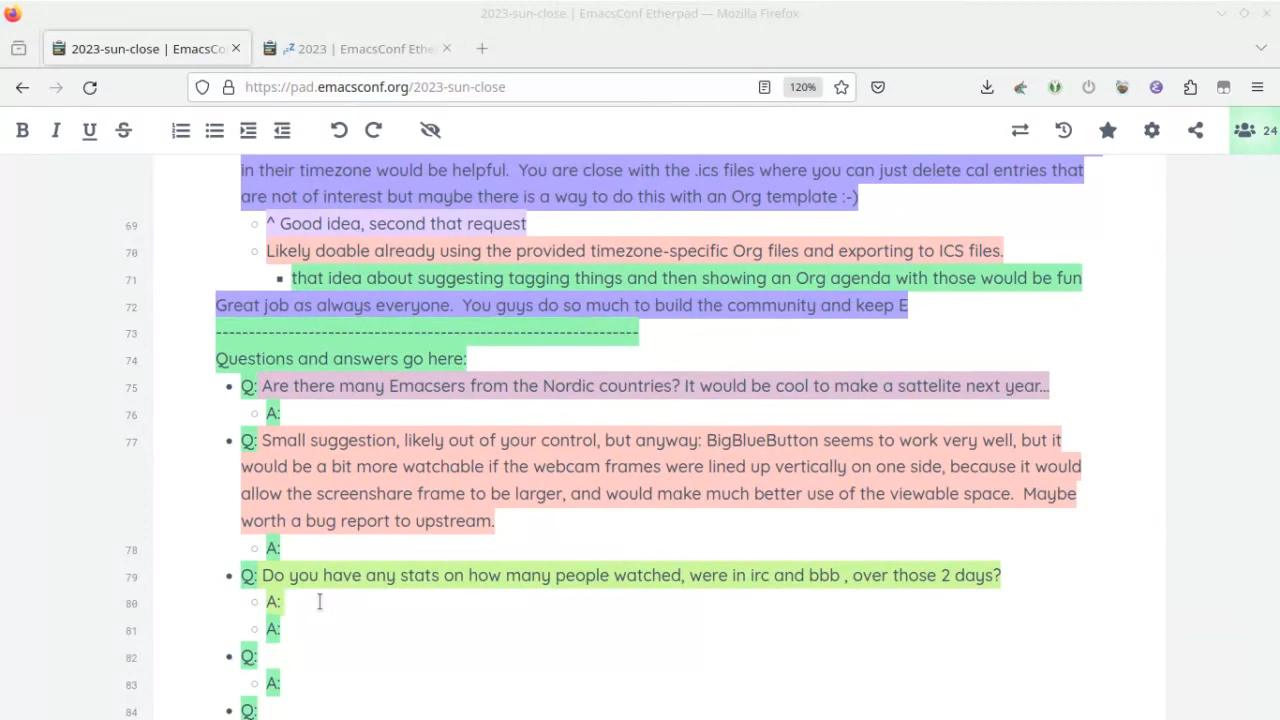 2023-sun-close | EmacsConf Etherpad — Mozilla Firefox
2023-sun-close | EmacsCo
💤 2023 | EmacsConf Ethe
https://pad.emacsconf.org/2023-sun-close
120%
B I U S
24
in their timezone would be helpful.  You are close with the .ics files where you can just delete cal entries that
are not of interest but maybe there is a way to do this with an Org template :-)
69 ^ Good idea, second that request
70 Likely doable already using the provided timezone-specific Org files and exporting to ICS files.
71 that idea about suggesting tagging things and then showing an Org agenda with those would be fun
72 Great job as always everyone.  You guys do so much to build the community and keep E
73 ----------------------------------------------------------------
74 Questions and answers go here:
75 Q: Are there many Emacsers from the Nordic countries? It would be cool to make a sattelite next year...
76 A:
77 Q: Small suggestion, likely out of your control, but anyway: BigBlueButton seems to work very well, but it
would be a bit more watchable if the webcam frames were lined up vertically on one side, because it would
allow the screenshare frame to be larger, and would make much better use of the viewable space.  Maybe
worth a bug report to upstream.
78 A:
79 Q: Do you have any stats on how many people watched, were in irc and bbb , over those 2 days?
80 A:
81 A:
82 Q:
83 A:
84 Q: